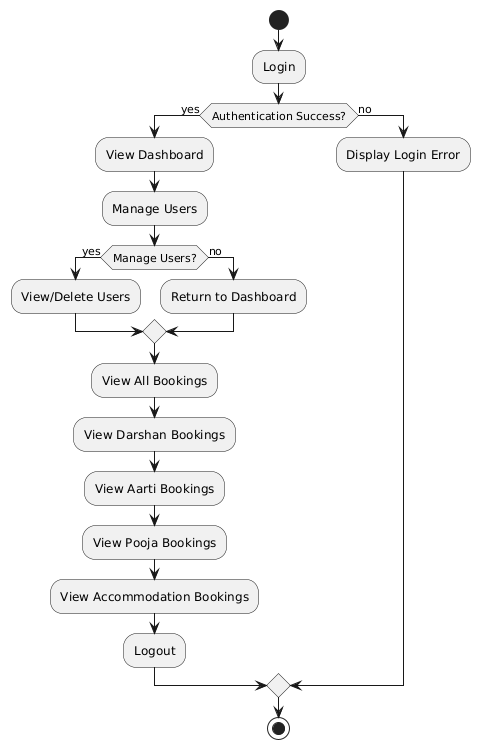 Login
yes
Authentication Success?
no
View Dashboard
Display Login Error
Manage Users
yes
Manage Users?
no
View/Delete Users
Return to Dashboard
View All Bookings
View Darshan Bookings
View Aarti Bookings
View Pooja Bookings
View Accommodation Bookings
Logout